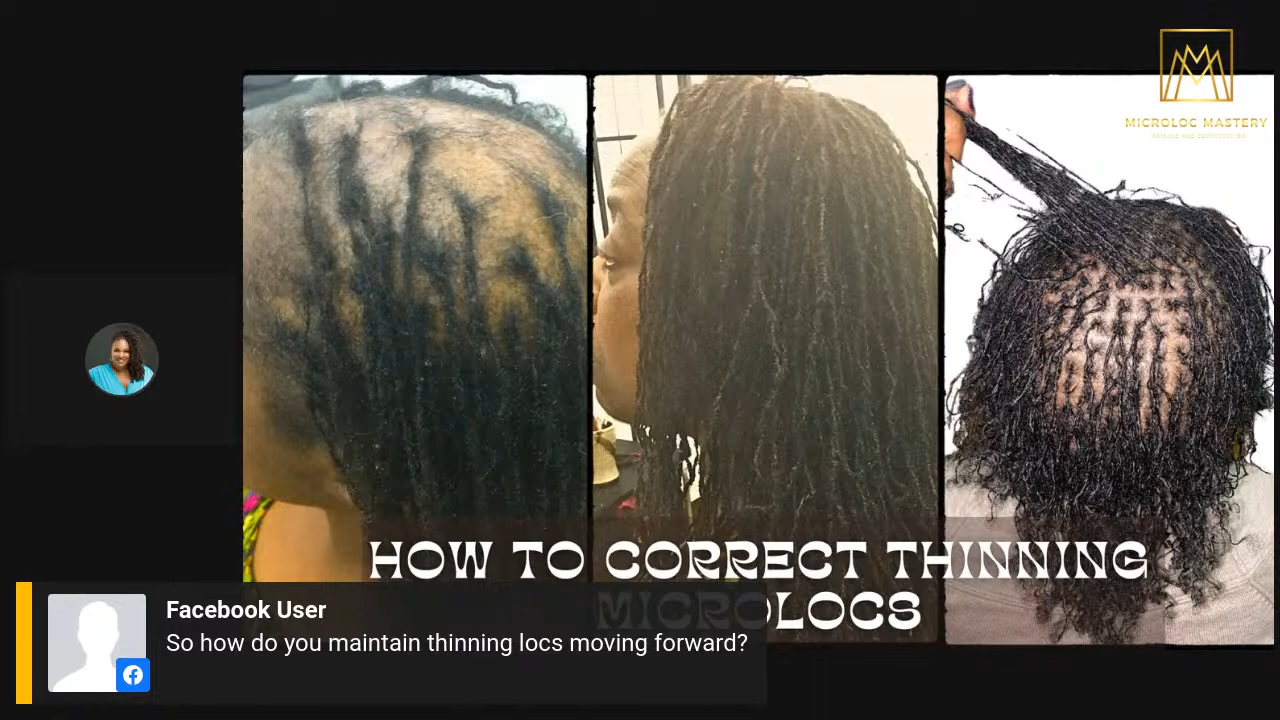 MICROLOC MASTERY
HOW TO CORRECT THINNING
MICROLOCS
Facebook User
So how do you maintain thinning locs moving forward?